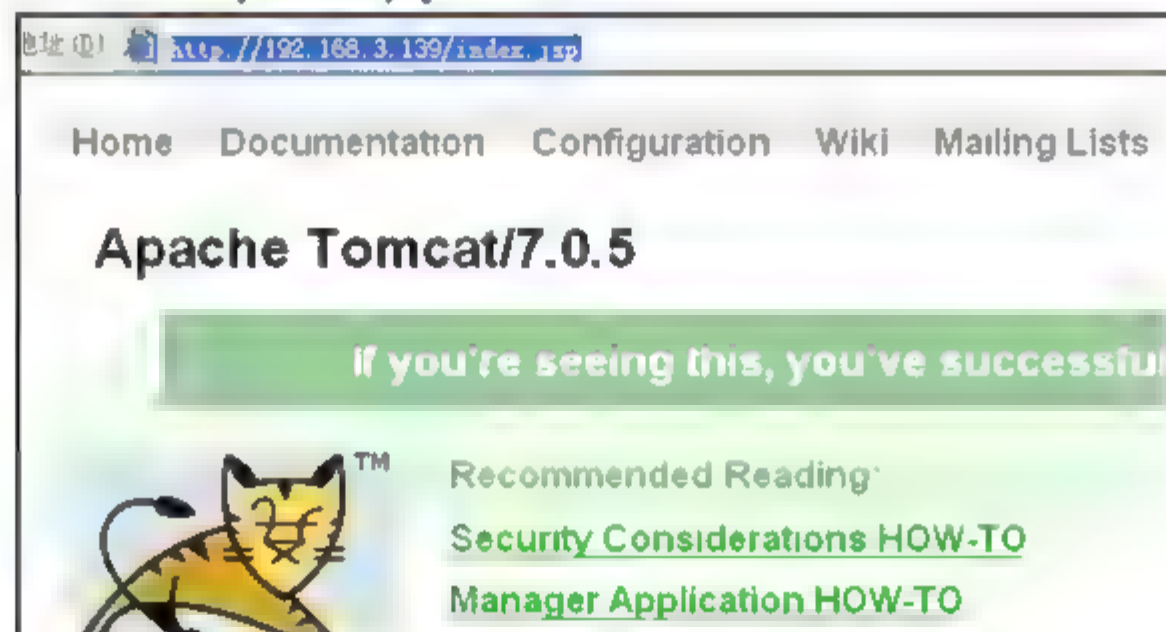 地址(D) http://192.168.3.139/index.jsp
Home Documentation Configuration Wiki Mailing Lists
Apache Tomcat/7.0.5
If you're seeing this, you've successful
TM
Recommended Reading:
Security Considerations HOW-TO
Manager Application HOW-TO